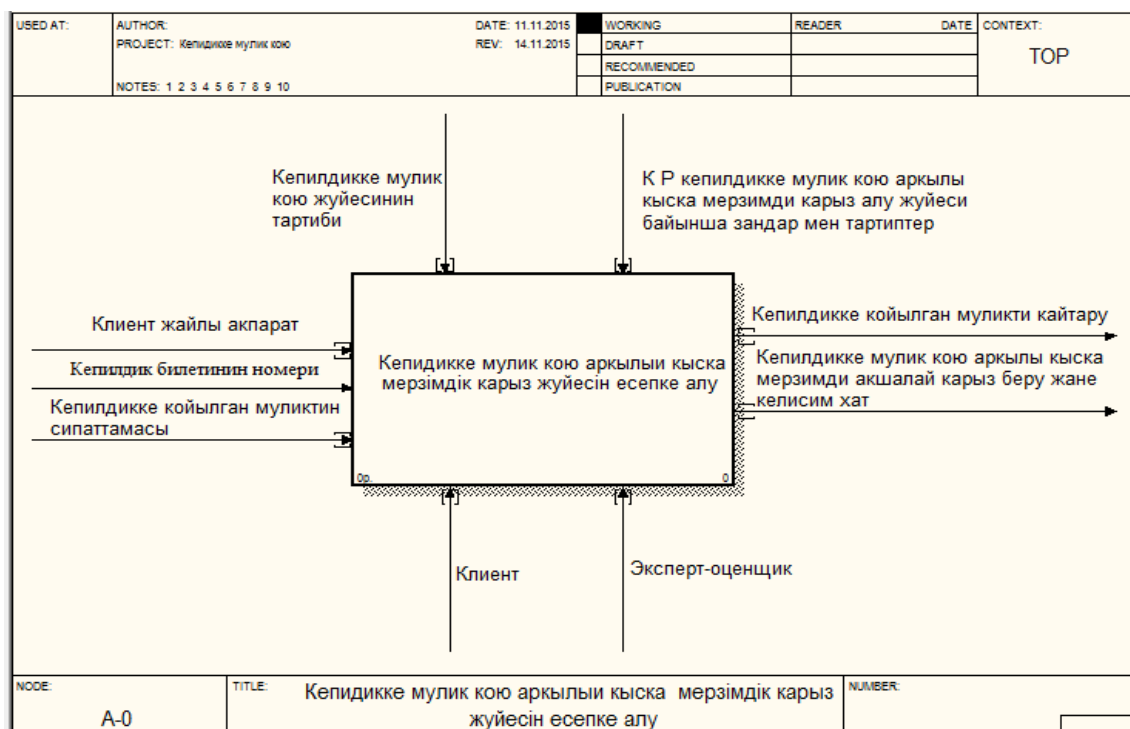 USED AT:
AUTHOR:
DATE: 11.11.2015
WORKING
READER
DATE
CONTEXT:
PROJECT: Кепидикке мулик кою
REV: 14.11.2015
DRAFT
TOP
RECOMMENDED
NOTES: 1 2 3 4 5 6 7 8 9 10
PUBLICATION
Кепилдикке мулик
кою жуйесинин
тартиби
К Р кепилдикке мулик кою аркылы
кыска мерзимди карыз алу жуйеси
байынша зандар мен тартиптер
Клиент жайлы акпарат
Кепилдик билетинин номери
Кепилдикке койылган муликтин
сипаттамасы
Кепидикке мулик кою аркылыи кыска
мерзімдік карыз жуйесін есепке алу
0р.
0
Кепилдикке койылган муликти кайтару
Кепилдикке мулик кою аркылы кыска
мерзимди акшалай карыз беру жане
келисим хат
Клиент
Эксперт-оценщик
NODE:
A-0
TITLE:
Кепидикке мулик кою аркылыи кыска мерзімдік карыз
жуйесін есепке алу
NUMBER: